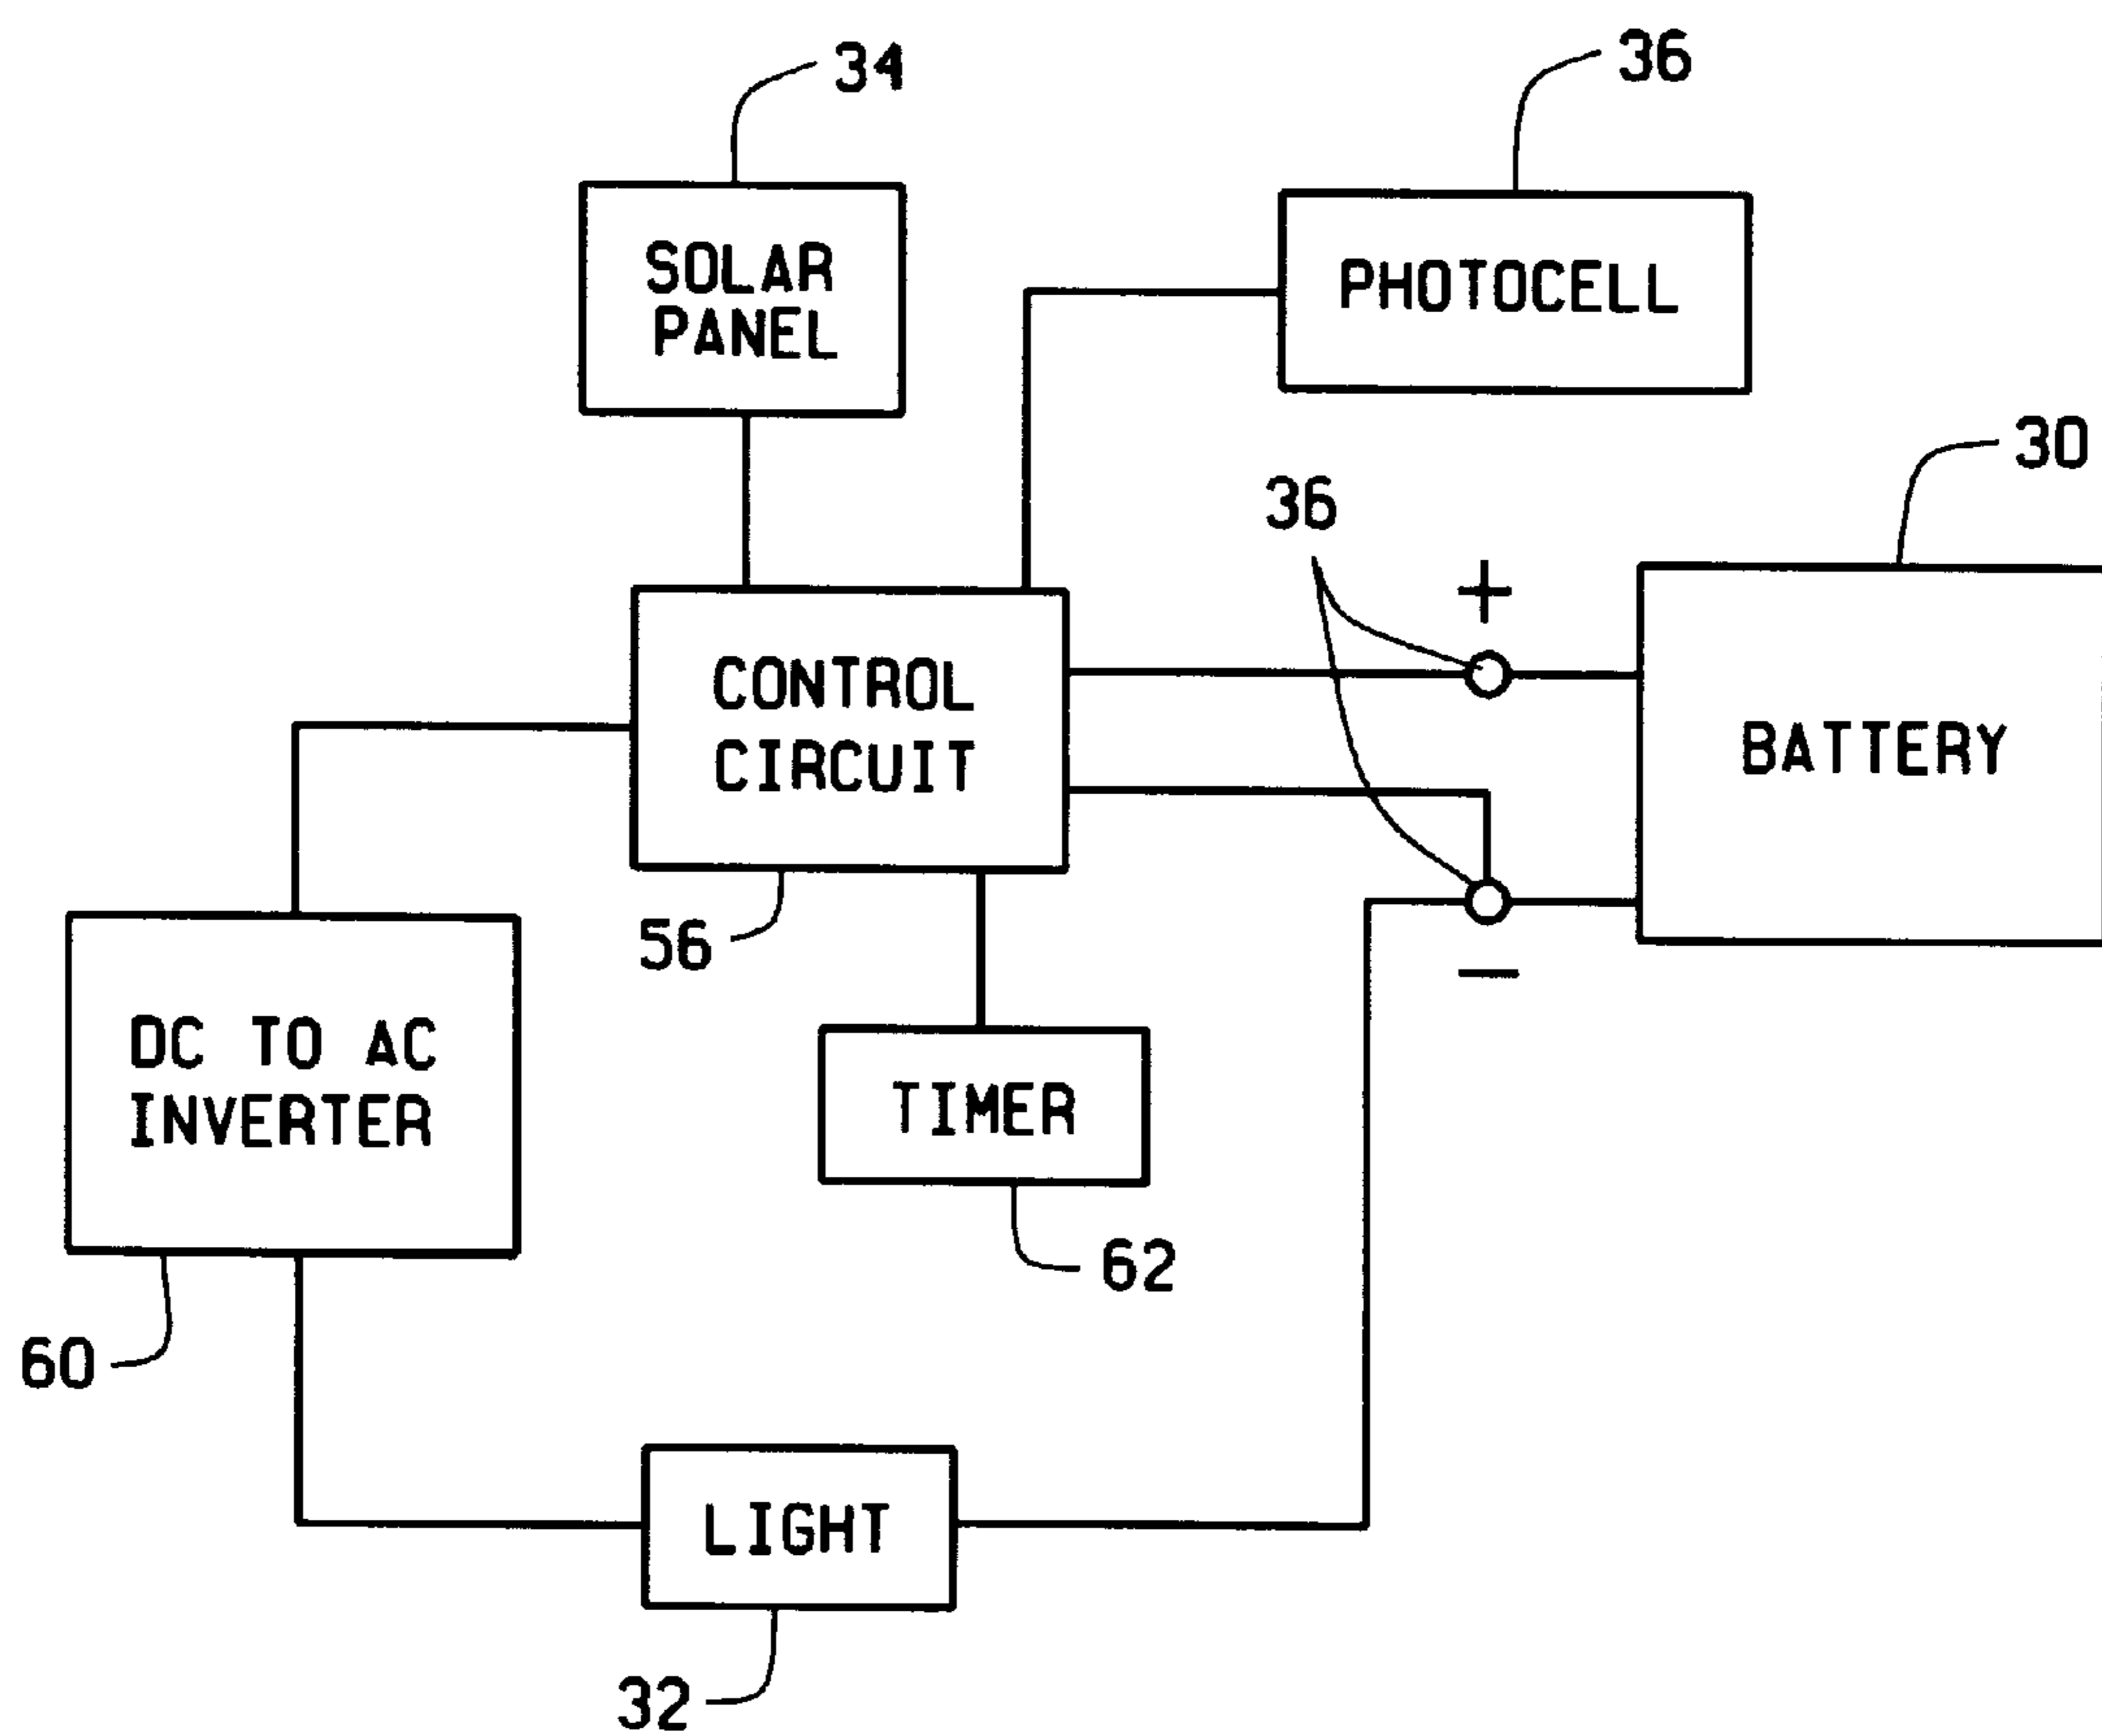 34
36
SOLAR
PANEL
PHOTOCELL
30
36
+
CONTROL
CIRCUIT
BATTERY
56
−
DC TO AC
INVERTER
TIMER
62
60
LIGHT
32